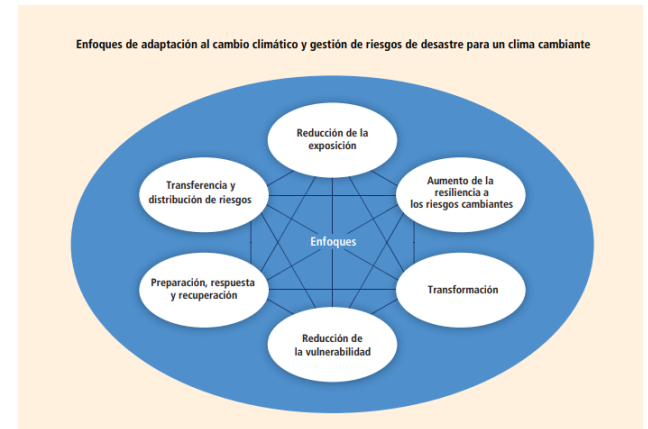 Enfoques de adaptación al cambio climático y gestión de riesgos de desastre para un clima cambiante
Reducción de la
exposición
Transferencia y
distribución de riesgos
Aumento de la
resiliencia a
los riesgos cambiantes
Enfoques
Preparación, respuesta
y recuperación
Transformación
Reducción de
la vulnerabilidad